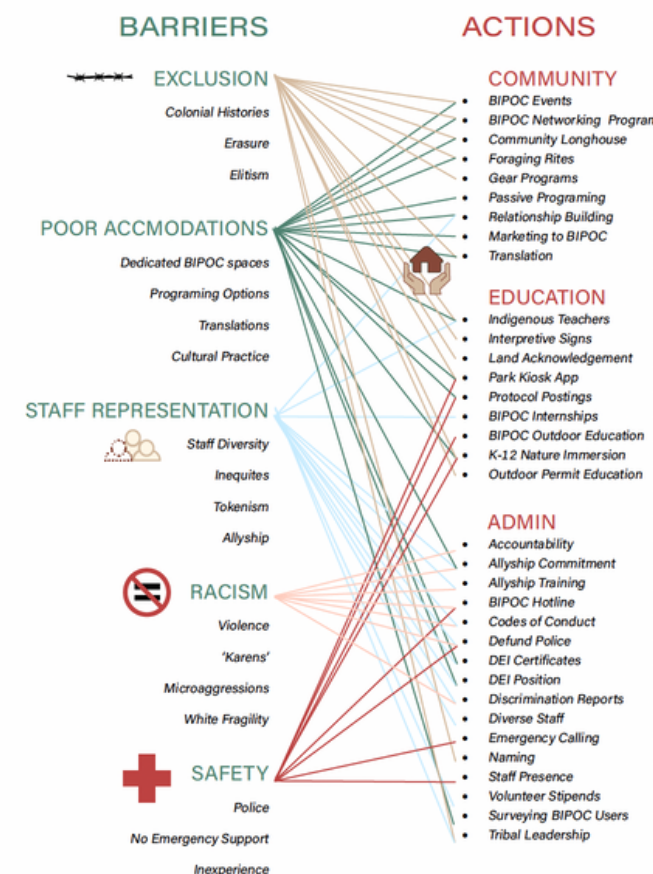 BARRIERS
EXCLUSION
Colonial Histories
Erasure
Elitism
POOR ACCMODATIONS
Dedicated BIPOC spaces
Programing Options
Translations
Cultural Practice
STAFF REPRESENTATION
Staff Diversity
Inequites
Tokenism
Allyship
RACISM
Violence
'Karens'
Microaggressions
White Fragility
SAFETY
Police
No Emergency Support
Inexperience
ACTIONS
COMMUNITY
• BIPOC Events
• BIPOC Networking Program
• Community Longhouse
• Foraging Rites
• Gear Programs
• Passive Programing
• Relationship Building
• Marketing to BIPOC
• Translation
EDUCATION
• Indigenous Teachers
• Interpretive Signs
• Land Acknowledgement
• Park Kiosk App
• Protocol Postings
• BIPOC Internships
• BIPOC Outdoor Education
• K-12 Nature Immersion
• Outdoor Permit Education
ADMIN
• Accountability
• Allyship Commitment
• Allyship Training
• BIPOC Hotline
• Codes of Conduct
• Defund Police
• DEI Certificates
• DEI Position
• Discrimination Reports
• Diverse Staff
• Emergency Calling
• Naming
• Staff Presence
• Volunteer Stipends
• Surveying BIPOC Users
• Tribal Leadership